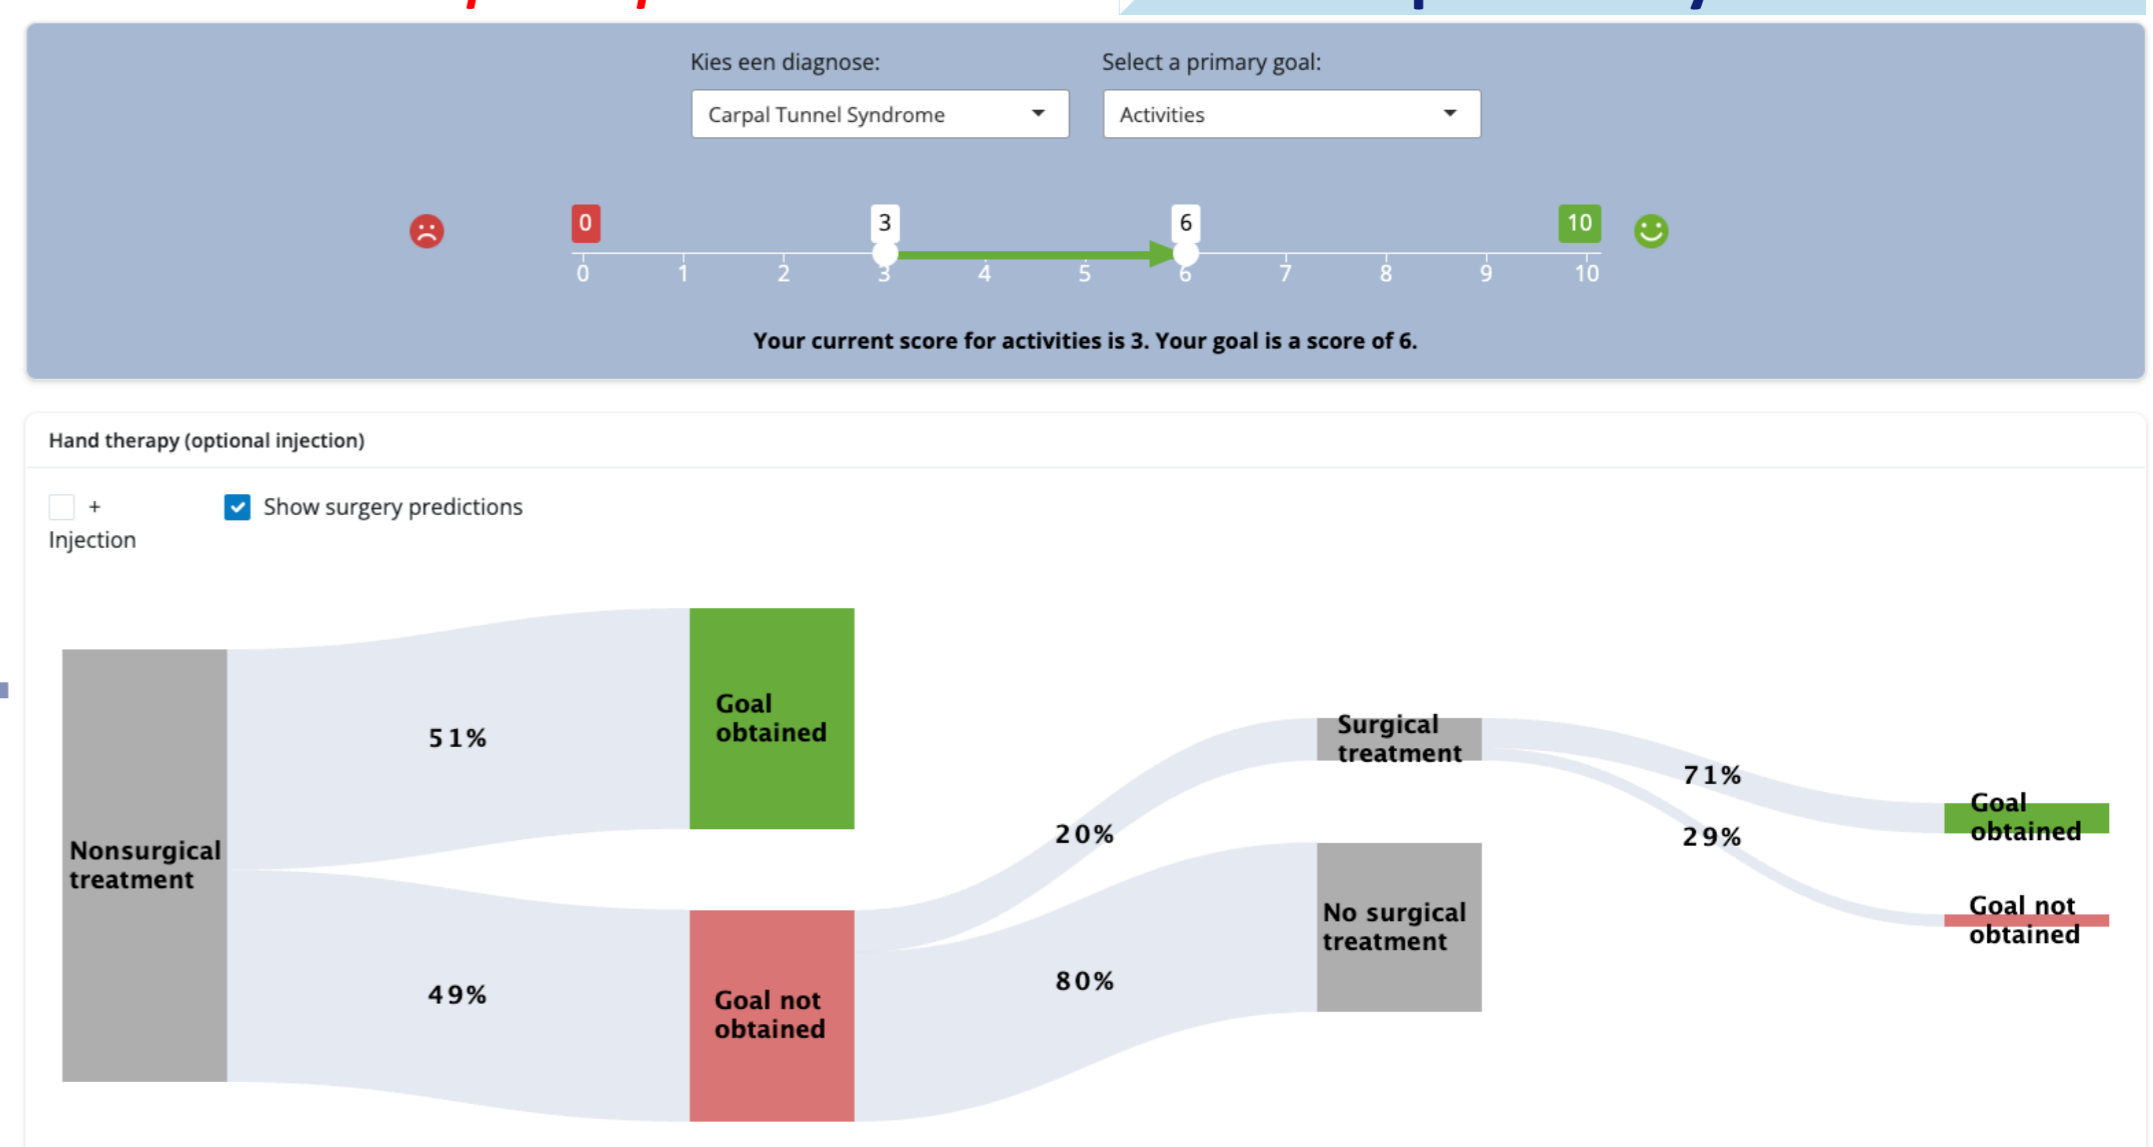 Kies een diagnose:
Select a primary goal:
Carpal Tunnel Syndrome
Activities
0
3
6
10
0 1 2 3 4 5 6 7 8 9 10
Your current score for activities is 3. Your goal is a score of 6.
Hand therapy (optional injection)
+
Injection
Show surgery predictions
Nonsurgical
treatment
51%
49%
Goal
obtained
Goal not
obtained
20%
80%
Surgical
treatment
No surgical
treatment
71%
29%
Goal
obtained
Goal not
obtained